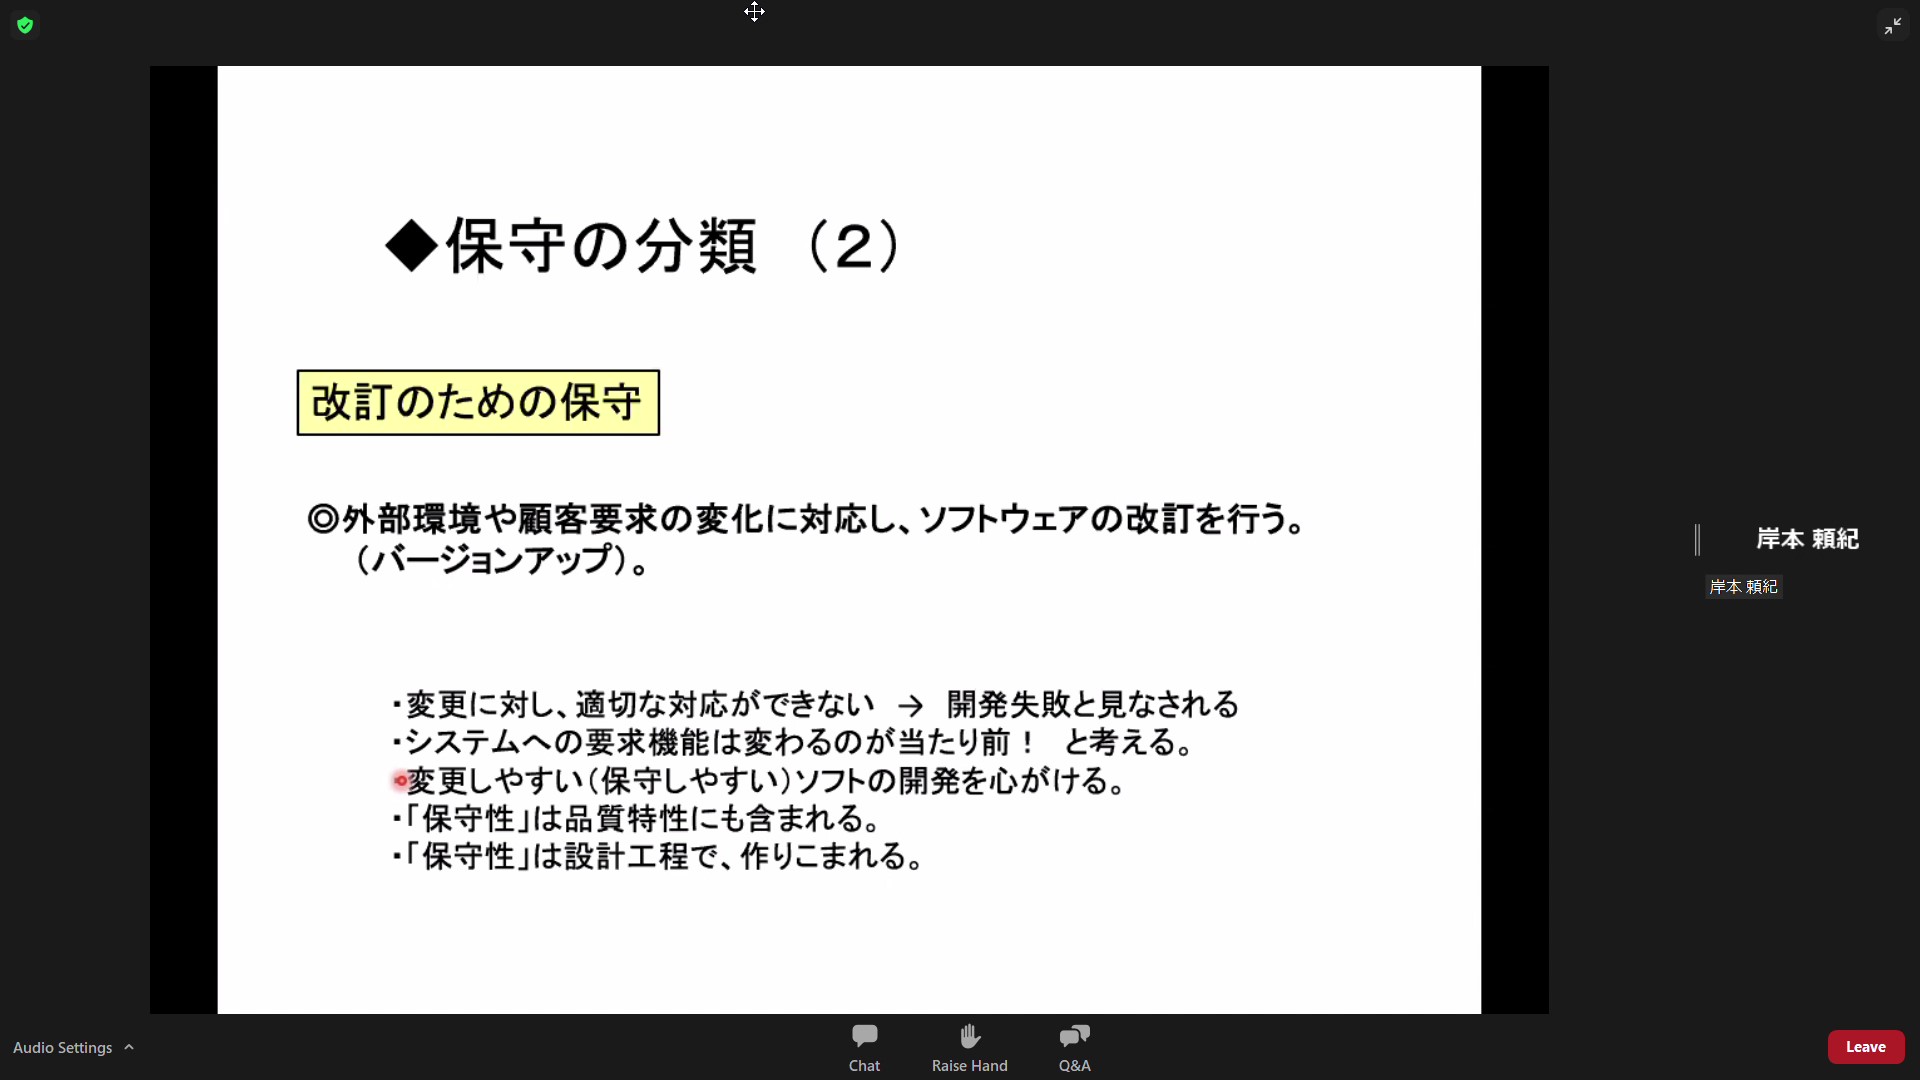 ◆保守の分類 （２）
改訂のための保守
◎外部環境や顧客要求の変化に対応し、ソフトウェアの改訂を行う。
（バージョンアップ）。
・変更に対し、適切な対応ができない → 開発失敗と見なされる
・システムへの要求機能は変わるのが当たり前！ と考える。
・変更しやすい（保守しやすい）ソフトの開発を心がける。
・「保守性」は品質特性にも含まれる。
・「保守性」は設計工程で、作りこまれる。
岸本 頼紀
岸本 頼紀
Audio Settings
Chat
Raise Hand
Q&A
Leave